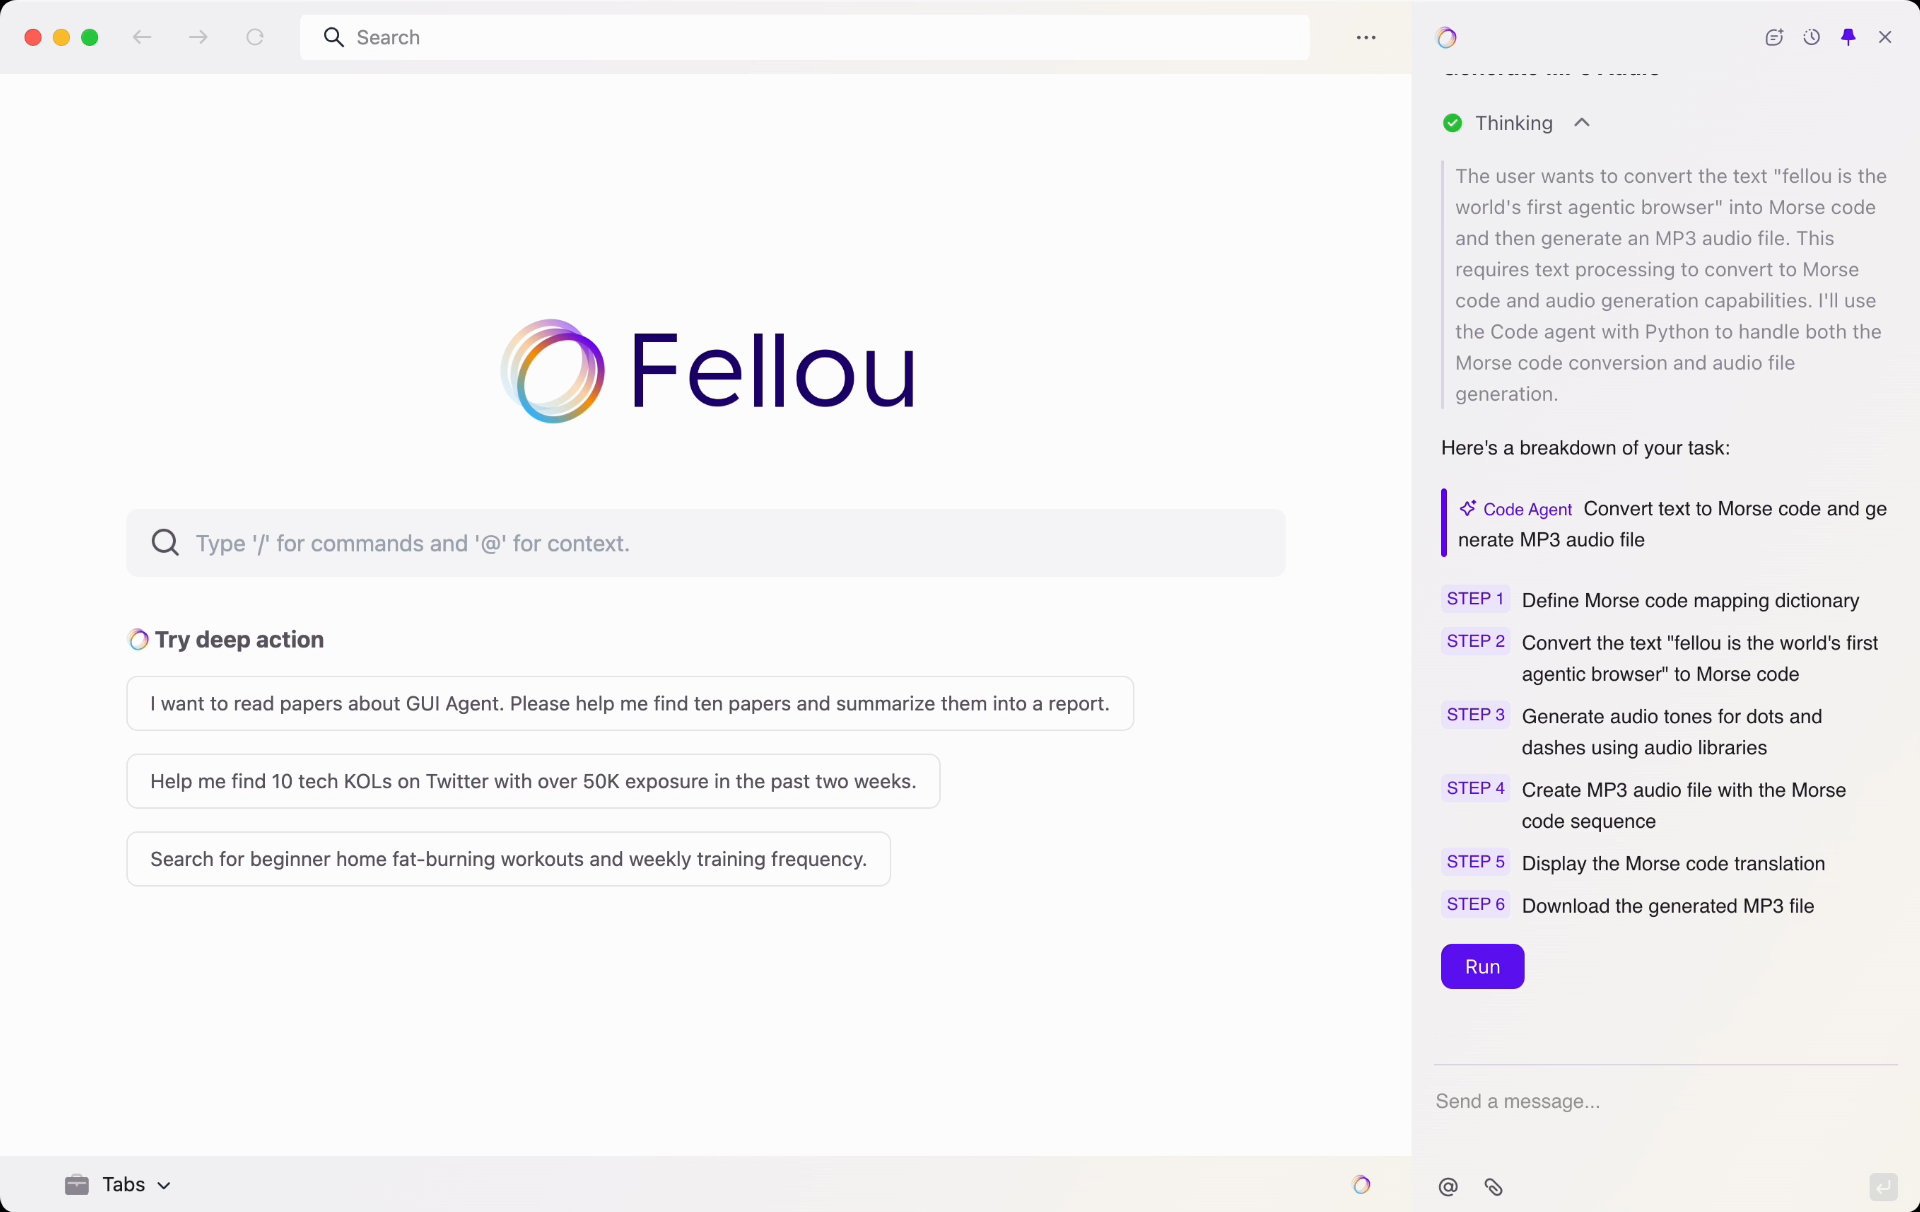 Search
Fellou
Type '/' for commands and '@' for context.
Try deep action
I want to read papers about GUI Agent. Please help me find ten papers and summarize them into a report.
Help me find 10 tech KOLs on Twitter with over 50K exposure in the past two weeks.
Search for beginner home fat-burning workouts and weekly training frequency.
Tabs
Thinking
The user wants to convert the text "fellou is the
world's first agentic browser" into Morse code
and then generate an MP3 audio file. This
requires text processing to convert to Morse
code and audio generation capabilities. I'll use
the Code agent with Python to handle both the
Morse code conversion and audio file
generation.
Here's a breakdown of your task:
Code Agent Convert text to Morse code and ge
nerate MP3 audio file
STEP 1 Define Morse code mapping dictionary
STEP 2 Convert the text "fellou is the world's first
agentic browser" to Morse code
STEP 3 Generate audio tones for dots and
dashes using audio libraries
STEP 4 Create MP3 audio file with the Morse
code sequence
STEP 5 Display the Morse code translation
STEP 6 Download the generated MP3 file
Run
Send a message...
@